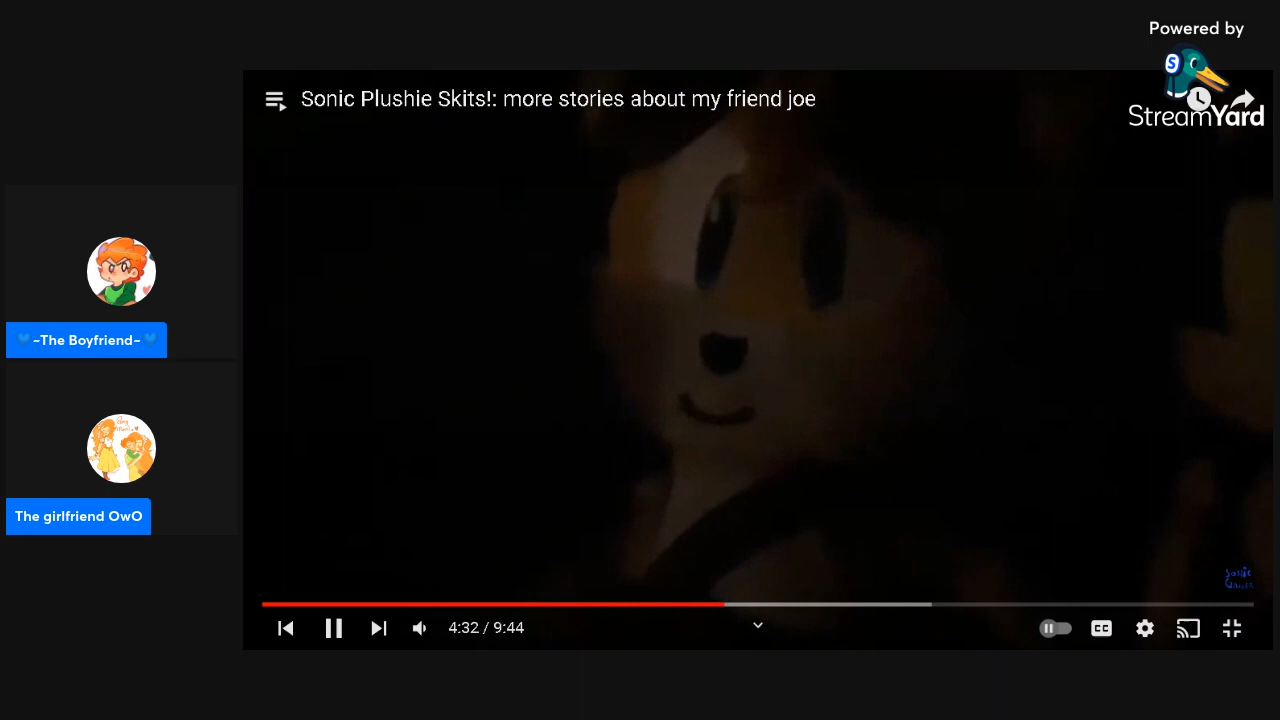 Powered by
StreamYard
Sonic Plushie Skits!: more stories about my friend joe
~The Boyfriend~
The girlfriend OwO
4:32 / 9:44
CC